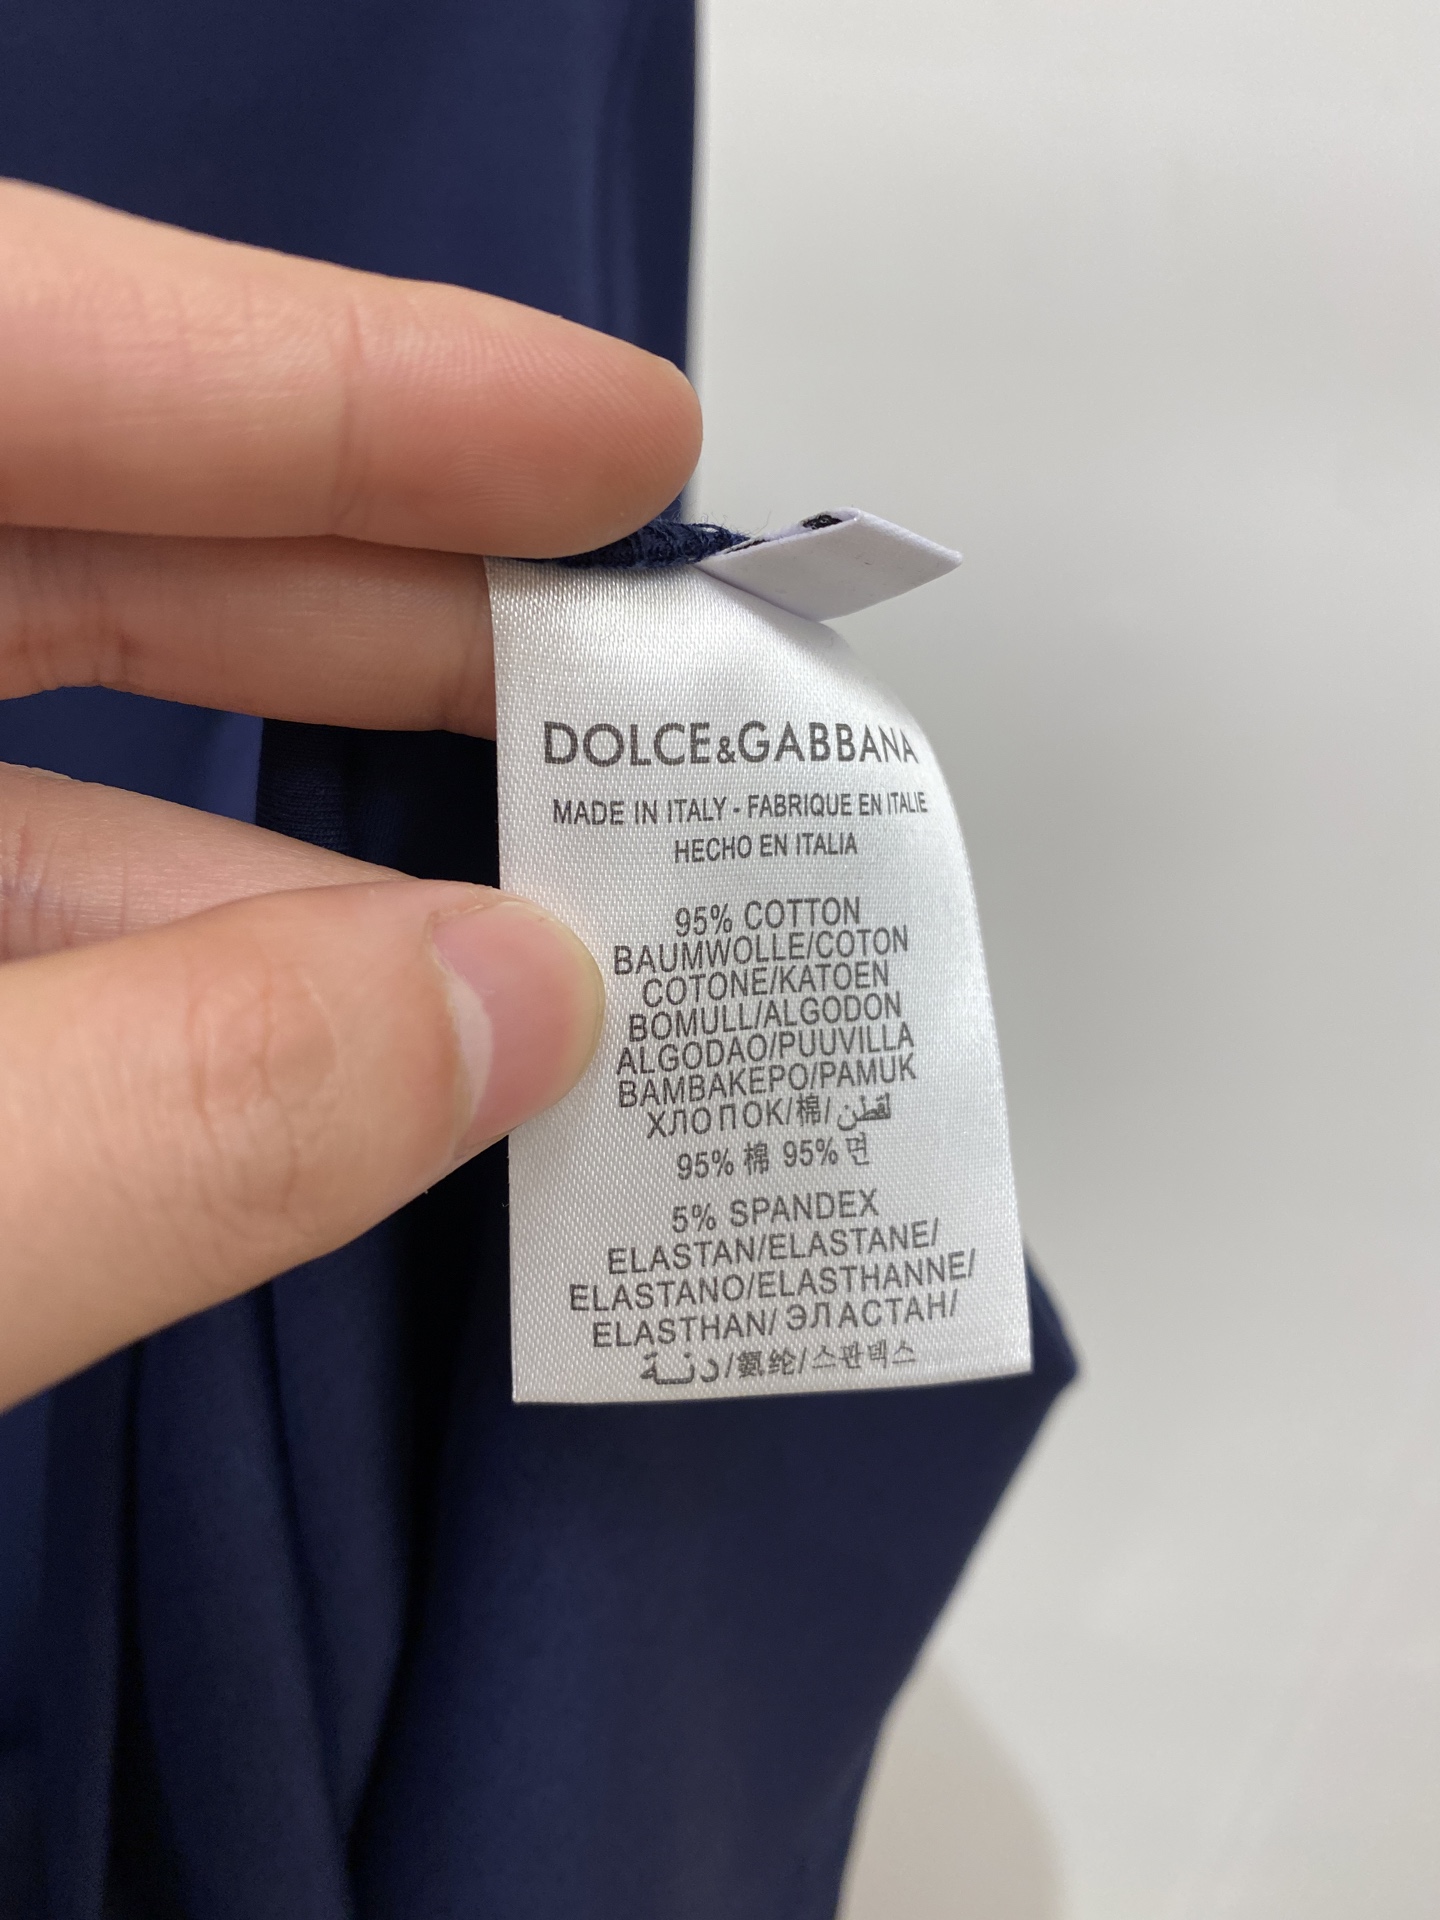 DOLCE&GABBANA
MADE IN ITALY - FABRIQUE EN ITALIE
HECHO EN ITALIA
95% COTTON
BAUMWOLLE/COTON
COTONE/KATOEN
BOMULL/ALGODON
ALGODAO/PUUVILLA
BAMBAKEPO/PAMUK
ХЛОПОК/棉/لقطن
95% 棉 95% 면
5% SPANDEX
ELASTAN/ELASTANE/
ELASTANO/ELASTHANNE/
ELASTHAN/ ЭЛАСТАН/
دنة/氨纶/스판덱스